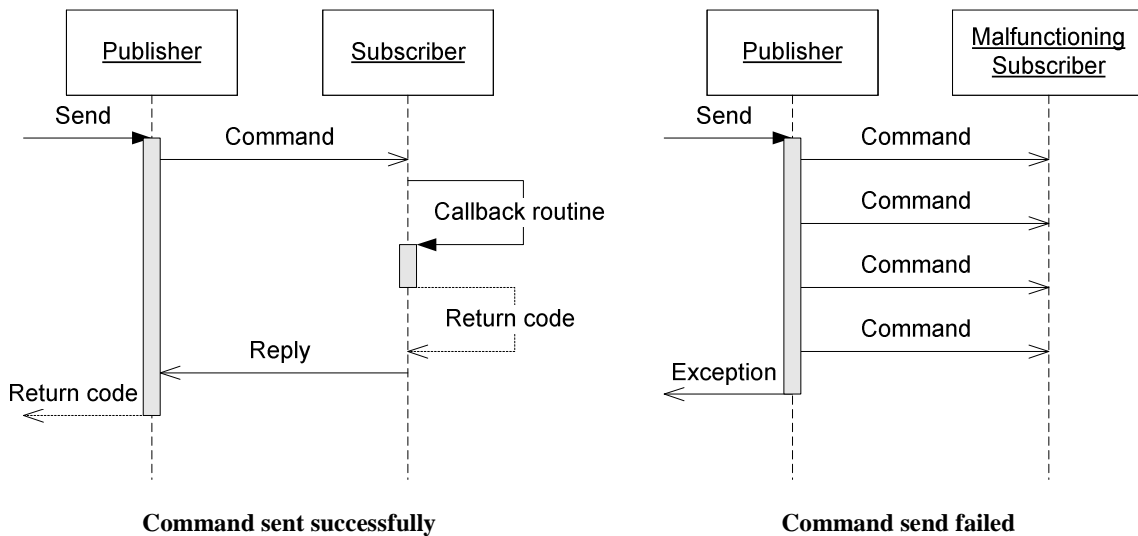 Publisher
Subscriber
Send
Command
Callback routine
Return code
Reply
Return code
Command sent successfully
Publisher
Malfunctioning
Subscriber
Send
Command
Command
Command
Command
Exception
Command send failed